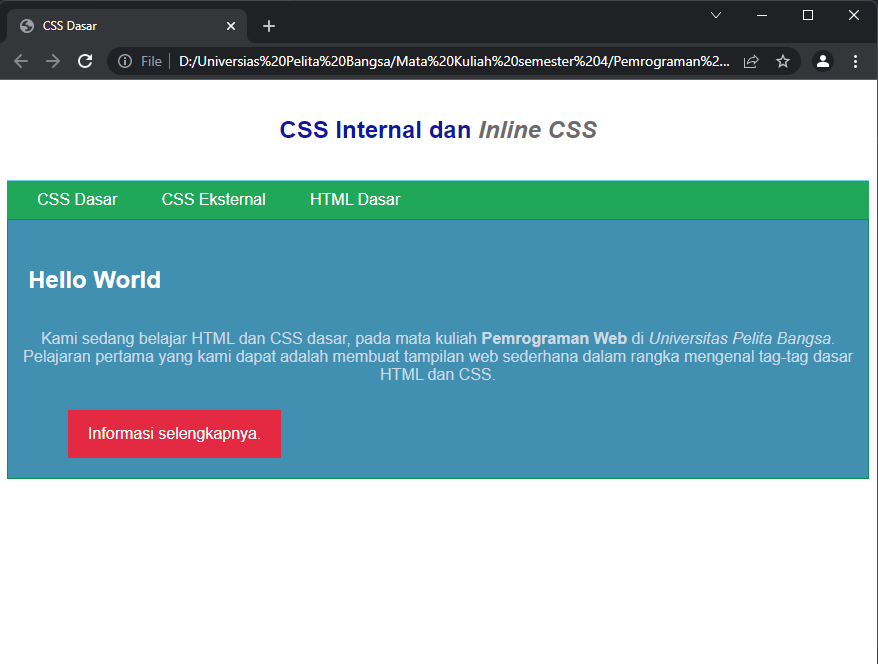 CSS Dasar
File D:/Universias%20Pelita%20Bangsa/Mata%20Kuliah%20semester%204/Pemrograman%2...
CSS Internal dan Inline CSS
CSS Dasar CSS Eksternal HTML Dasar
Hello World
Kami sedang belajar HTML dan CSS dasar, pada mata kuliah Pemrograman Web di Universitas Pelita Bangsa.
Pelajaran pertama yang kami dapat adalah membuat tampilan web sederhana dalam rangka mengenal tag-tag dasar
HTML dan CSS.
Informasi selengkapnya.